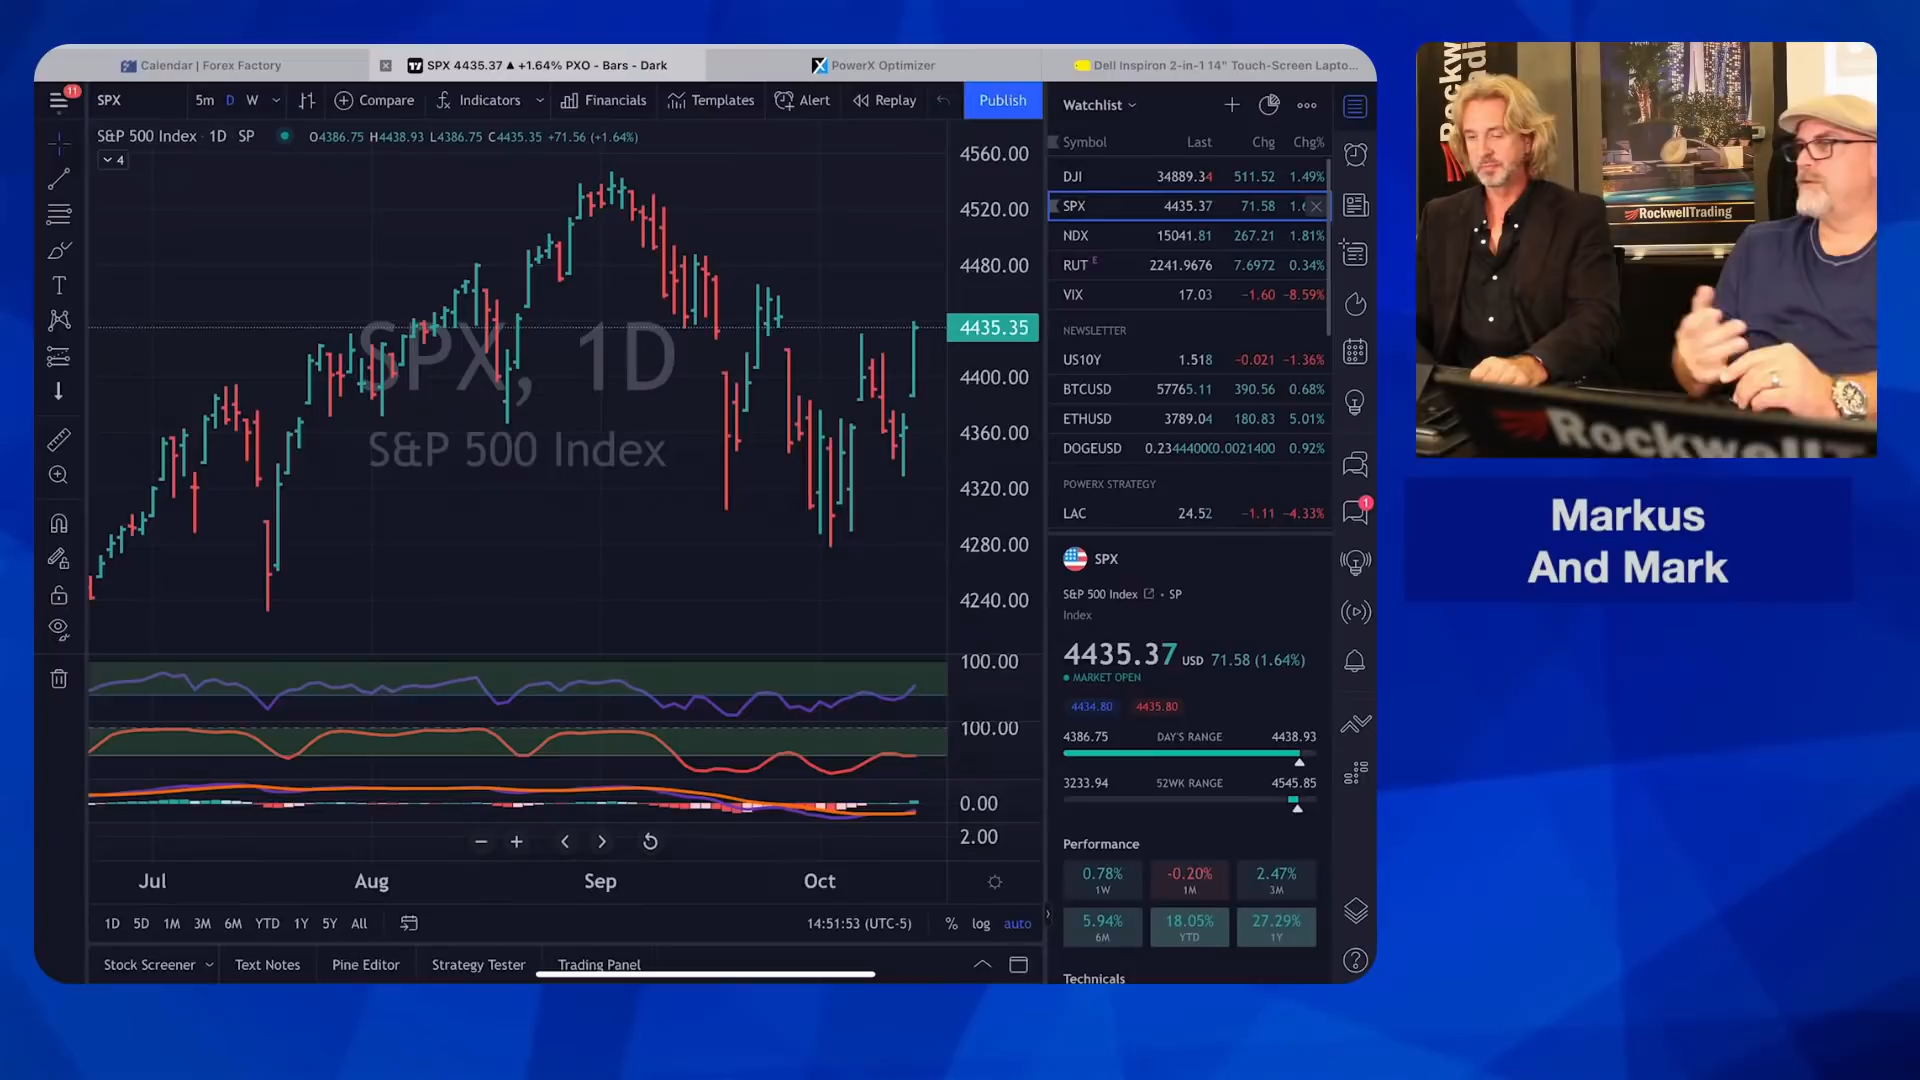 Calendar | Forex Factory
SPX 4435.37 ▲ +1.64% PXO - Bars - Dark
PowerX Optimizer
Dell Inspiron 2-in-1 14" Touch-Screen Lapto...
11
SPX
5m D W
Compare
Indicators
Financials
Templates
Alert
Replay
Publish
S&P 500 Index · 1D SP
O4386.75 H4438.93 L4386.75 C4435.35 +71.56 (+1.64%)
4
SPX, 1D
S&P 500 Index
4560.00
4520.00
4480.00
4435.35
4400.00
4360.00
4320.00
4280.00
4240.00
100.00
100.00
0.00
2.00
Jul Aug Sep Oct
1D 5D 1M 3M 6M YTD 1Y 5Y All
14:51:53 (UTC-5)
% log auto
Stock Screener
Text Notes
Pine Editor
Strategy Tester
Trading Panel
Watchlist
Symbol Last Chg Chg%
DJI 34889.34 511.52 1.49%
SPX 4435.37 71.58
NDX 15041.81 267.21 1.81%
RUT E 2241.9676 7.6972 0.34%
VIX 17.03 −1.60 −8.59%
NEWSLETTER
US10Y 1.518 −0.021 −1.36%
BTCUSD 57765.11 390.56 0.68%
ETHUSD 3789.04 180.83 5.01%
DOGEUSD 0.2344400 0.0021400 0.92%
POWERX STRATEGY
LAC 24.52 −1.11 −4.33%
SPX
S&P 500 Index · SP
Index
4435.37 USD 71.58 (1.64%)
MARKET OPEN
4434.80 4435.80
4386.75 DAY'S RANGE 4438.93
3233.94 52WK RANGE 4545.85
Performance
0.78% -0.20% 2.47%
1W 1M 3M
5.94% 18.05% 27.29%
6M YTD 1Y
Technicals
1
RockwellTrading
Markus
And Mark